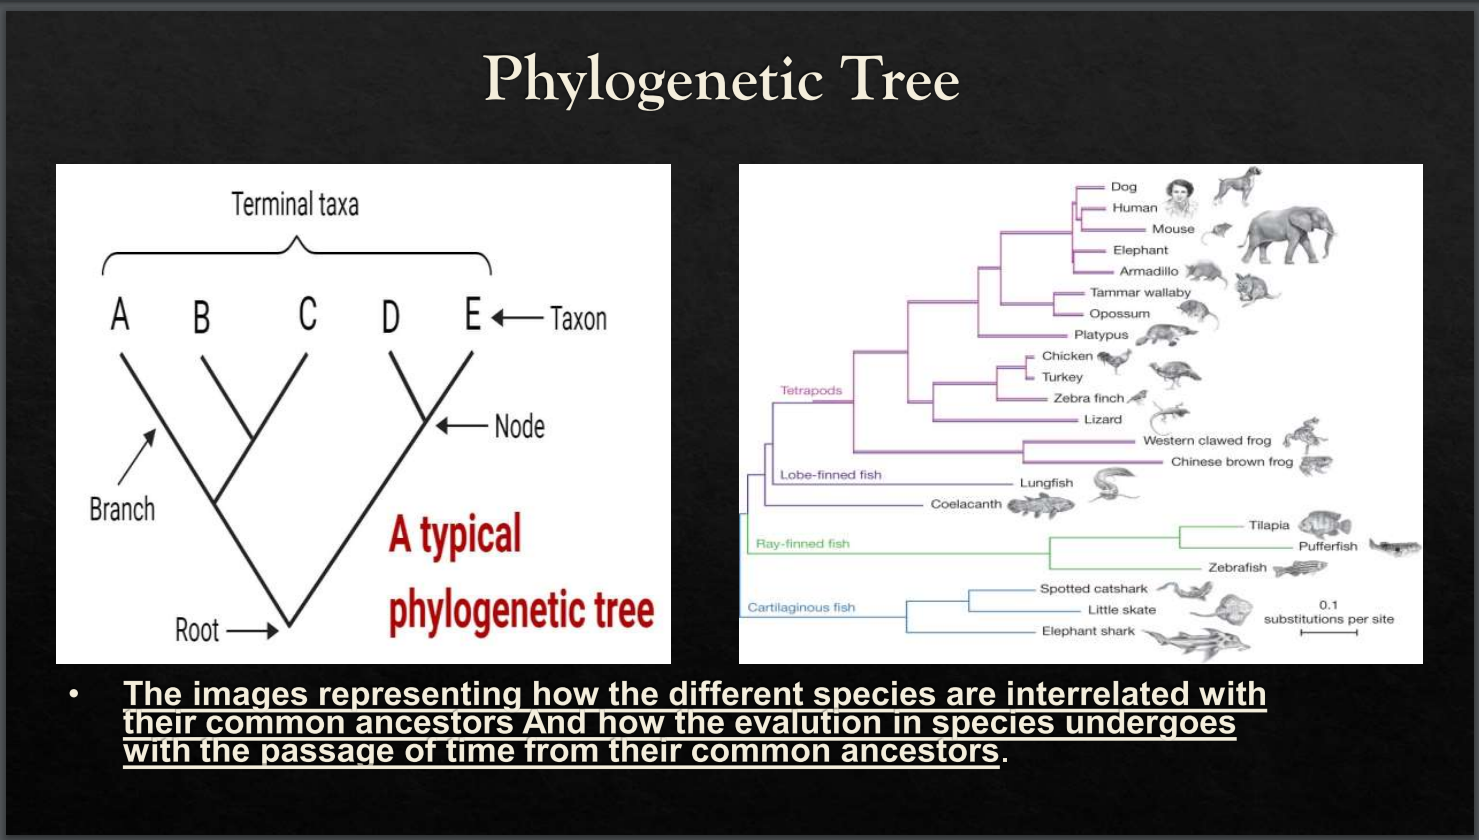 Phylogenetic Tree
Terminal taxa
A B C D E
Taxon
Node
Branch
A typical
phylogenetic tree
Root
Dog
Human
Mouse
Elephant
Armadillo
Tammar wallaby
Opossum
Platypus
Chicken
Turkey
Zebra finch
Tetrapods
Lizard
Western clawed frog
Chinese brown frog
Lobe-finned fish
Lungfish
Coelacanth
Tilapia
Ray-finned fish
Pufferfish
Zebrafish
Spotted catshark
Cartilaginous fish
Little skate
Elephant shark
0.1
substitutions per site
• The images representing how the different species are interrelated with
their common ancestors And how the evalution in species undergoes
with the passage of time from their common ancestors.